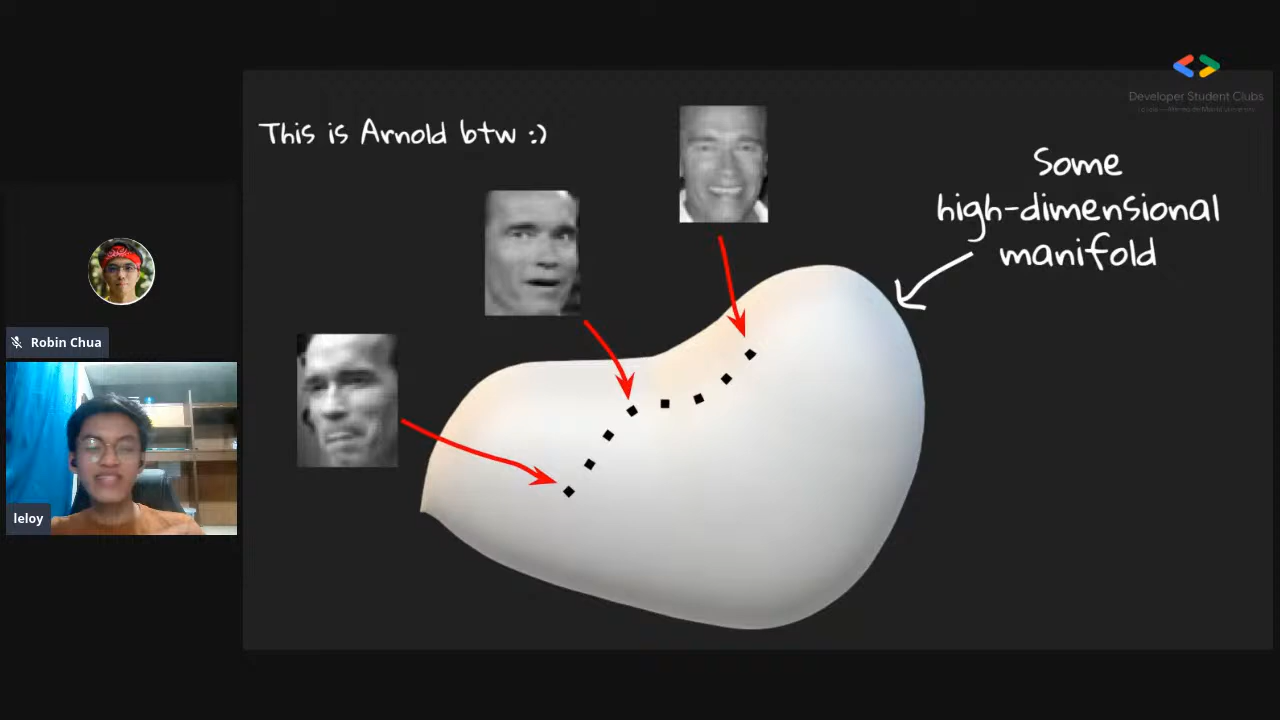 Developer Student Clubs
This is Arnold btw :)
Some
high-dimensional
manifold
Robin Chua
leloy